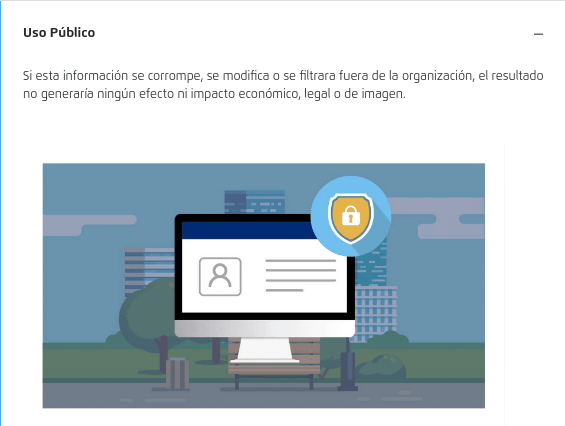 Uso Público
Si esta información se corrompe, se modifica o se filtrara fuera de la organización, el resultado
no generaría ningún efecto ni impacto económico, legal o de imagen.